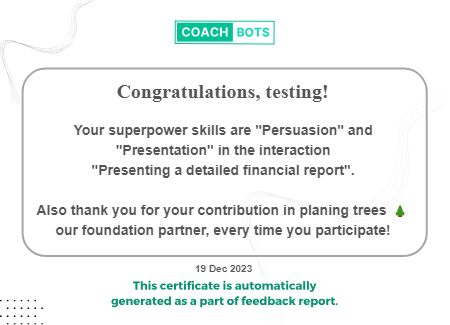 COACH BOTS
Congratulations, testing!
Your superpower skills are "Persuasion" and
"Presentation" in the interaction
"Presenting a detailed financial report".
Also thank you for your contribution in planing trees 🌲
our foundation partner, every time you participate!
19 Dec 2023
This certificate is automatically
generated as a part of feedback report.